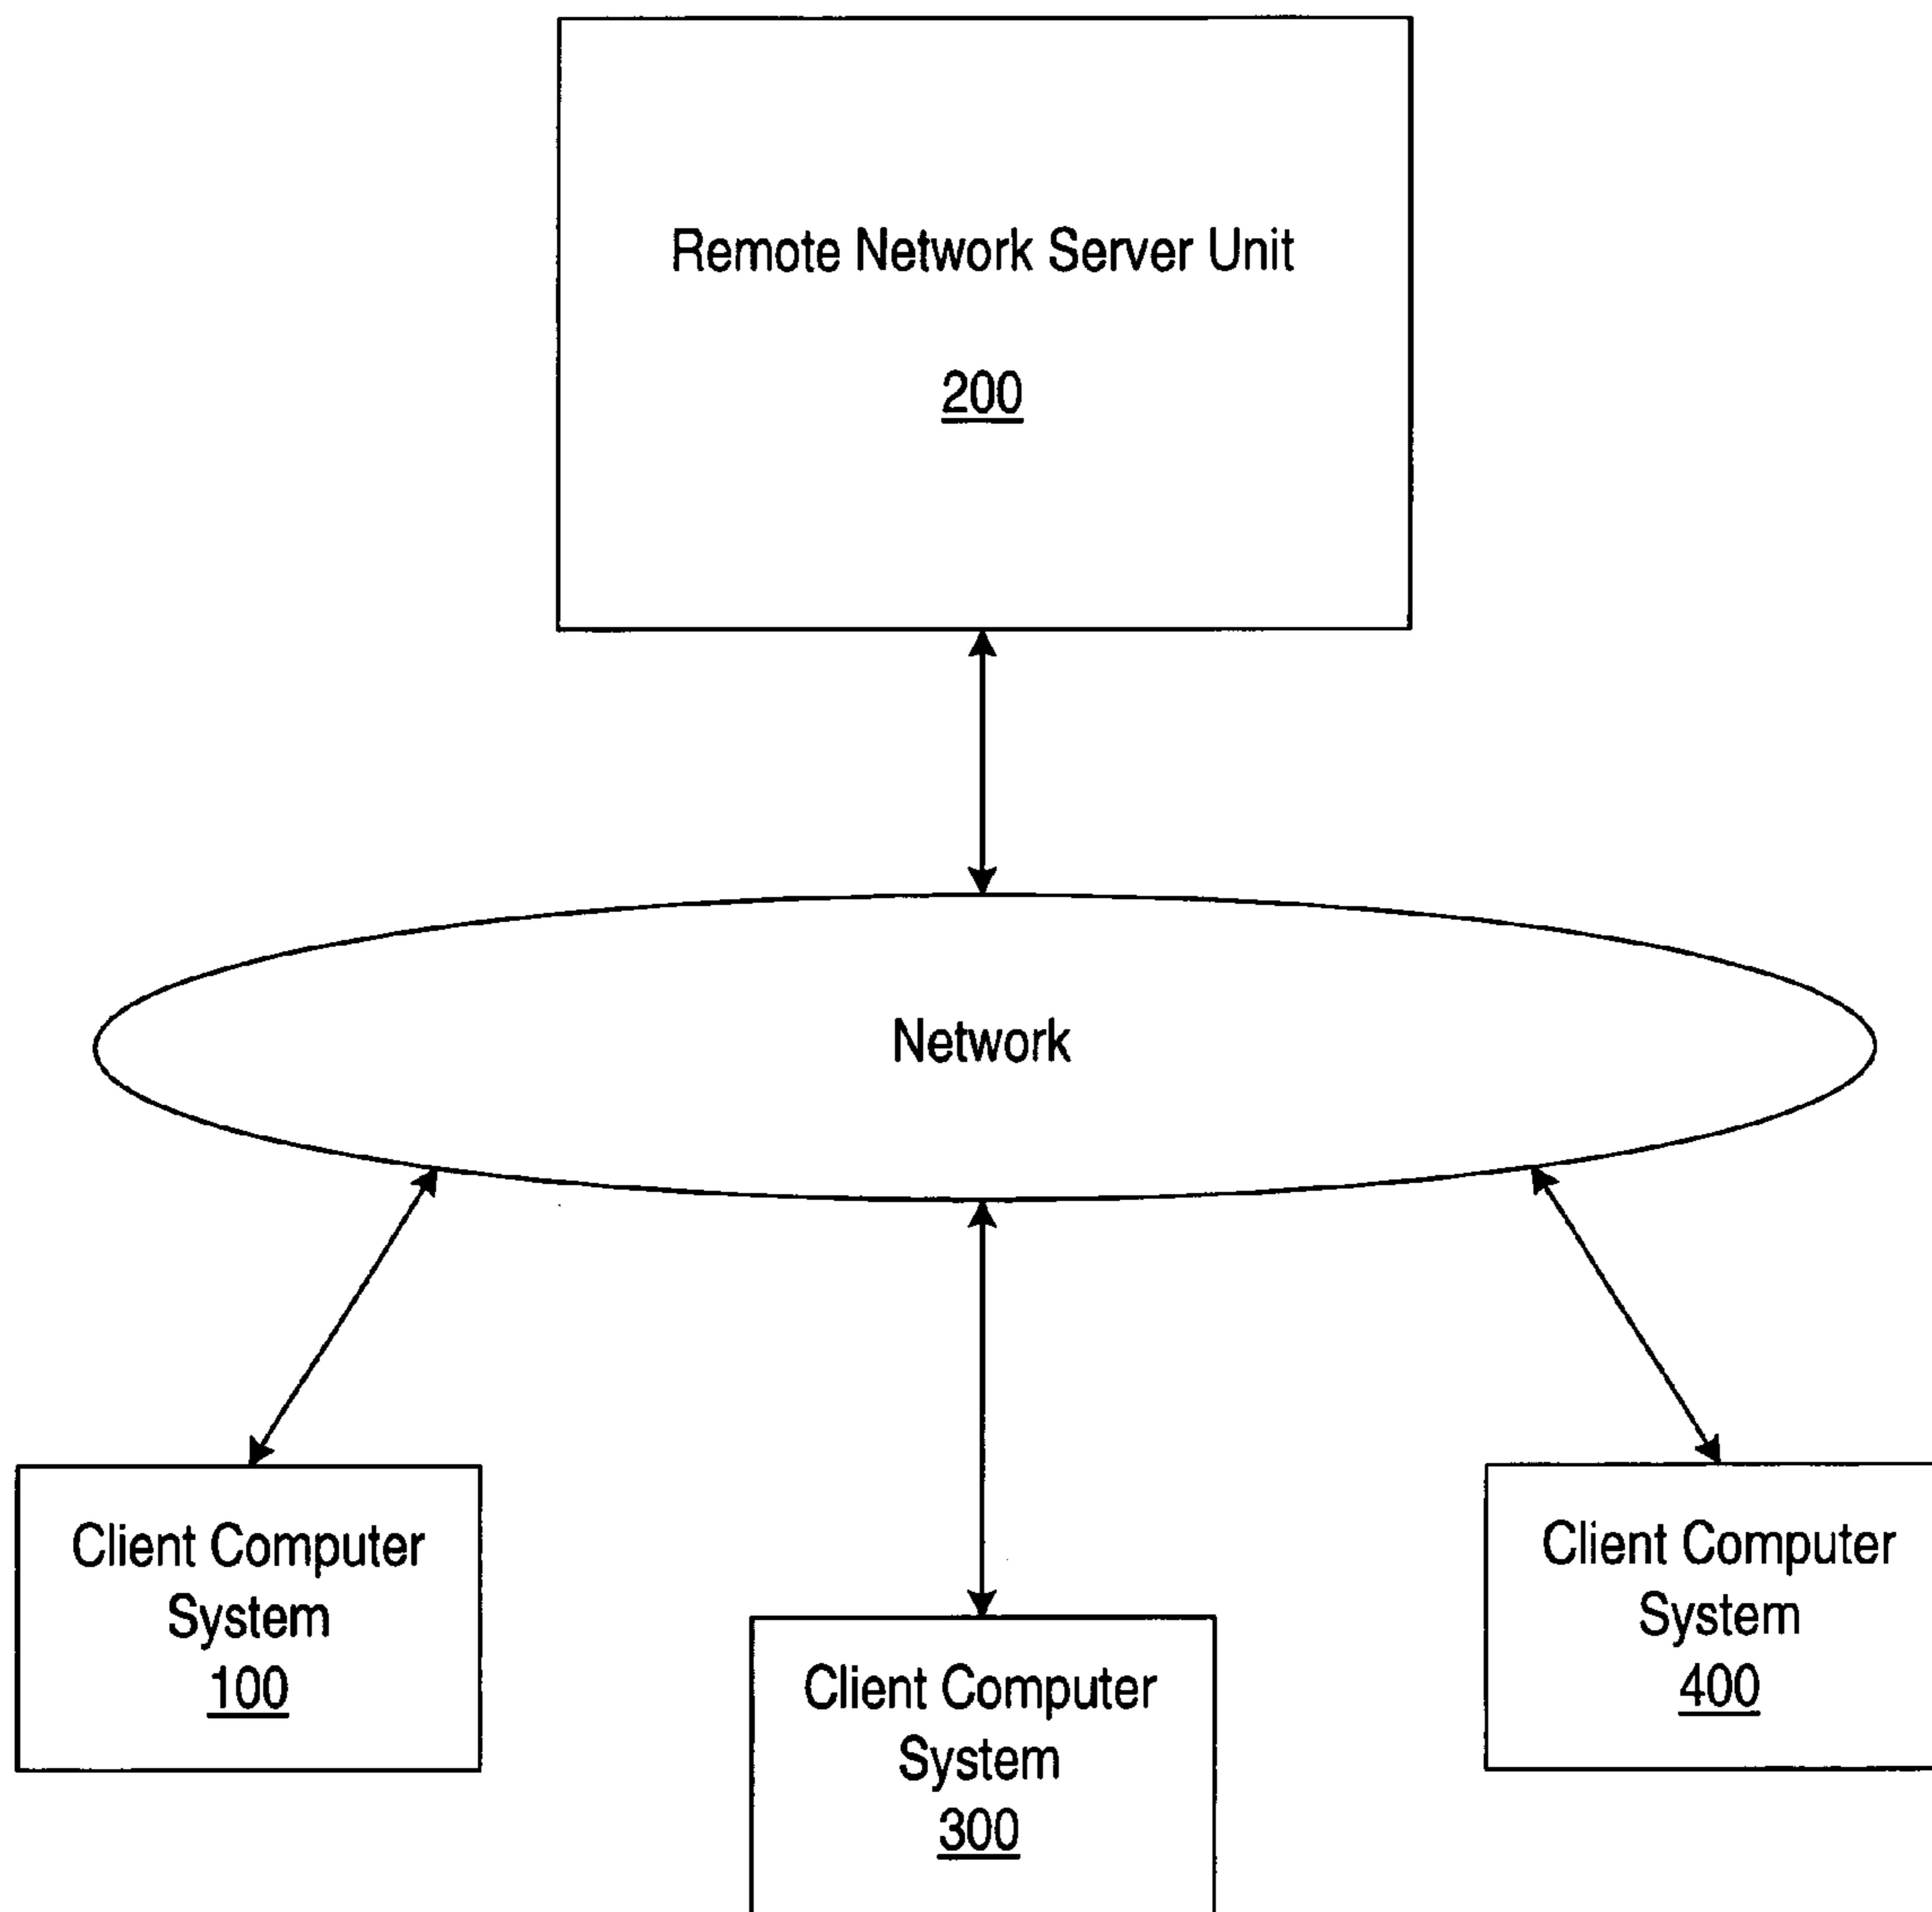 Remote Network Server Unit
200
Network
Client Computer
System
100
Client Computer
System
300
Client Computer
System
400